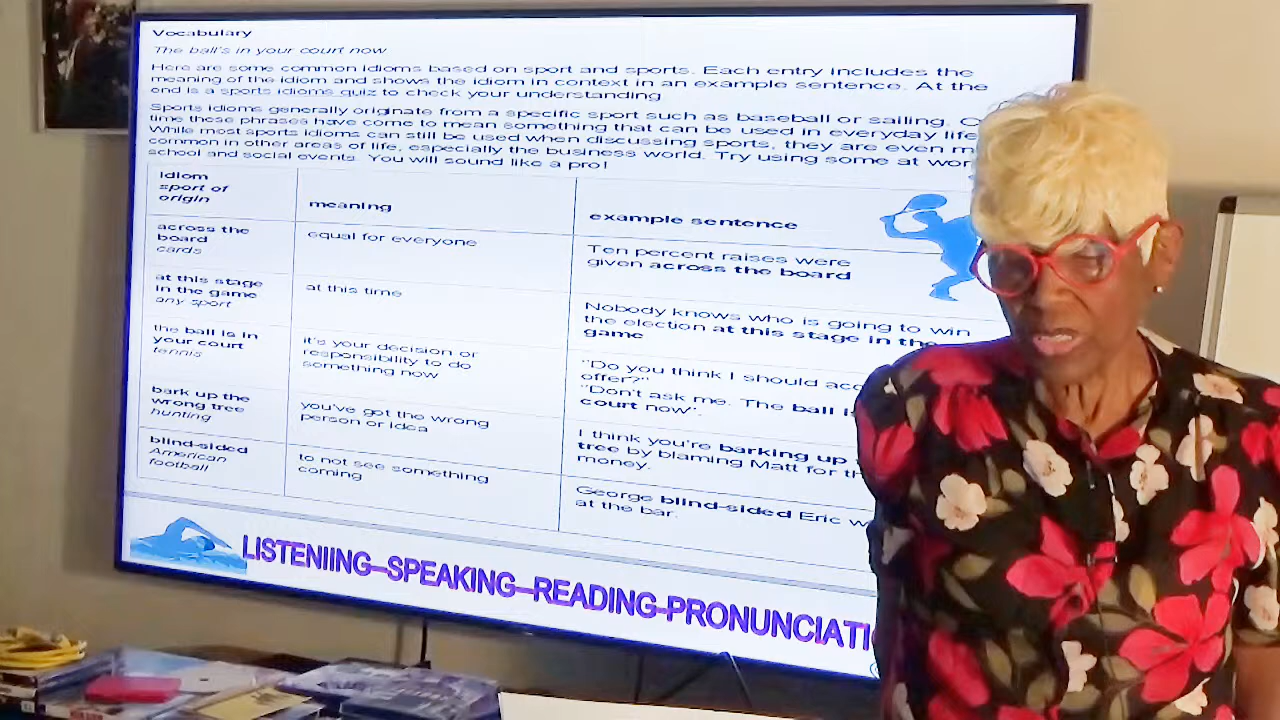 Vocabulary
The ball's in your court now
Here are some common idioms based on sport and sports. Each entry includes the
meaning of the idiom and shows the idiom in context in an example sentence. At the
end is a sports idioms quiz to check your understanding
Sports idioms generally originate from a specific sport such as baseball or sailing.
time these phrases have come to mean something that can be used in everyday life
While most sports idioms can still be used when discussing sports, they are even
common in other areas of life, especially the business world. Try using some at
school and social events. You will sound like a pro!
idiom
sport of
origin
meaning
example sentence
across the
board
cards
equal for everyone
Ten percent raises were
given across the board
at this stage
in the game
any sport
at this time
Nobody knows who is going to win
the election at this stage in the
game
the ball is in
your court
tennis
it's your decision or
responsibility to do
something now
"Do you think I should
offer?"
"Don't ask me. The ball
court now".
bark up the
wrong tree
hunting
you've got the wrong
person or idea
I think you're barking up
tree by blaming Matt for
money.
blind-sided
American
football
to not see something
coming
George blind-sided Eric
at the bar.
LISTENIING–SPEAKING–READING-PRONUNCIATI